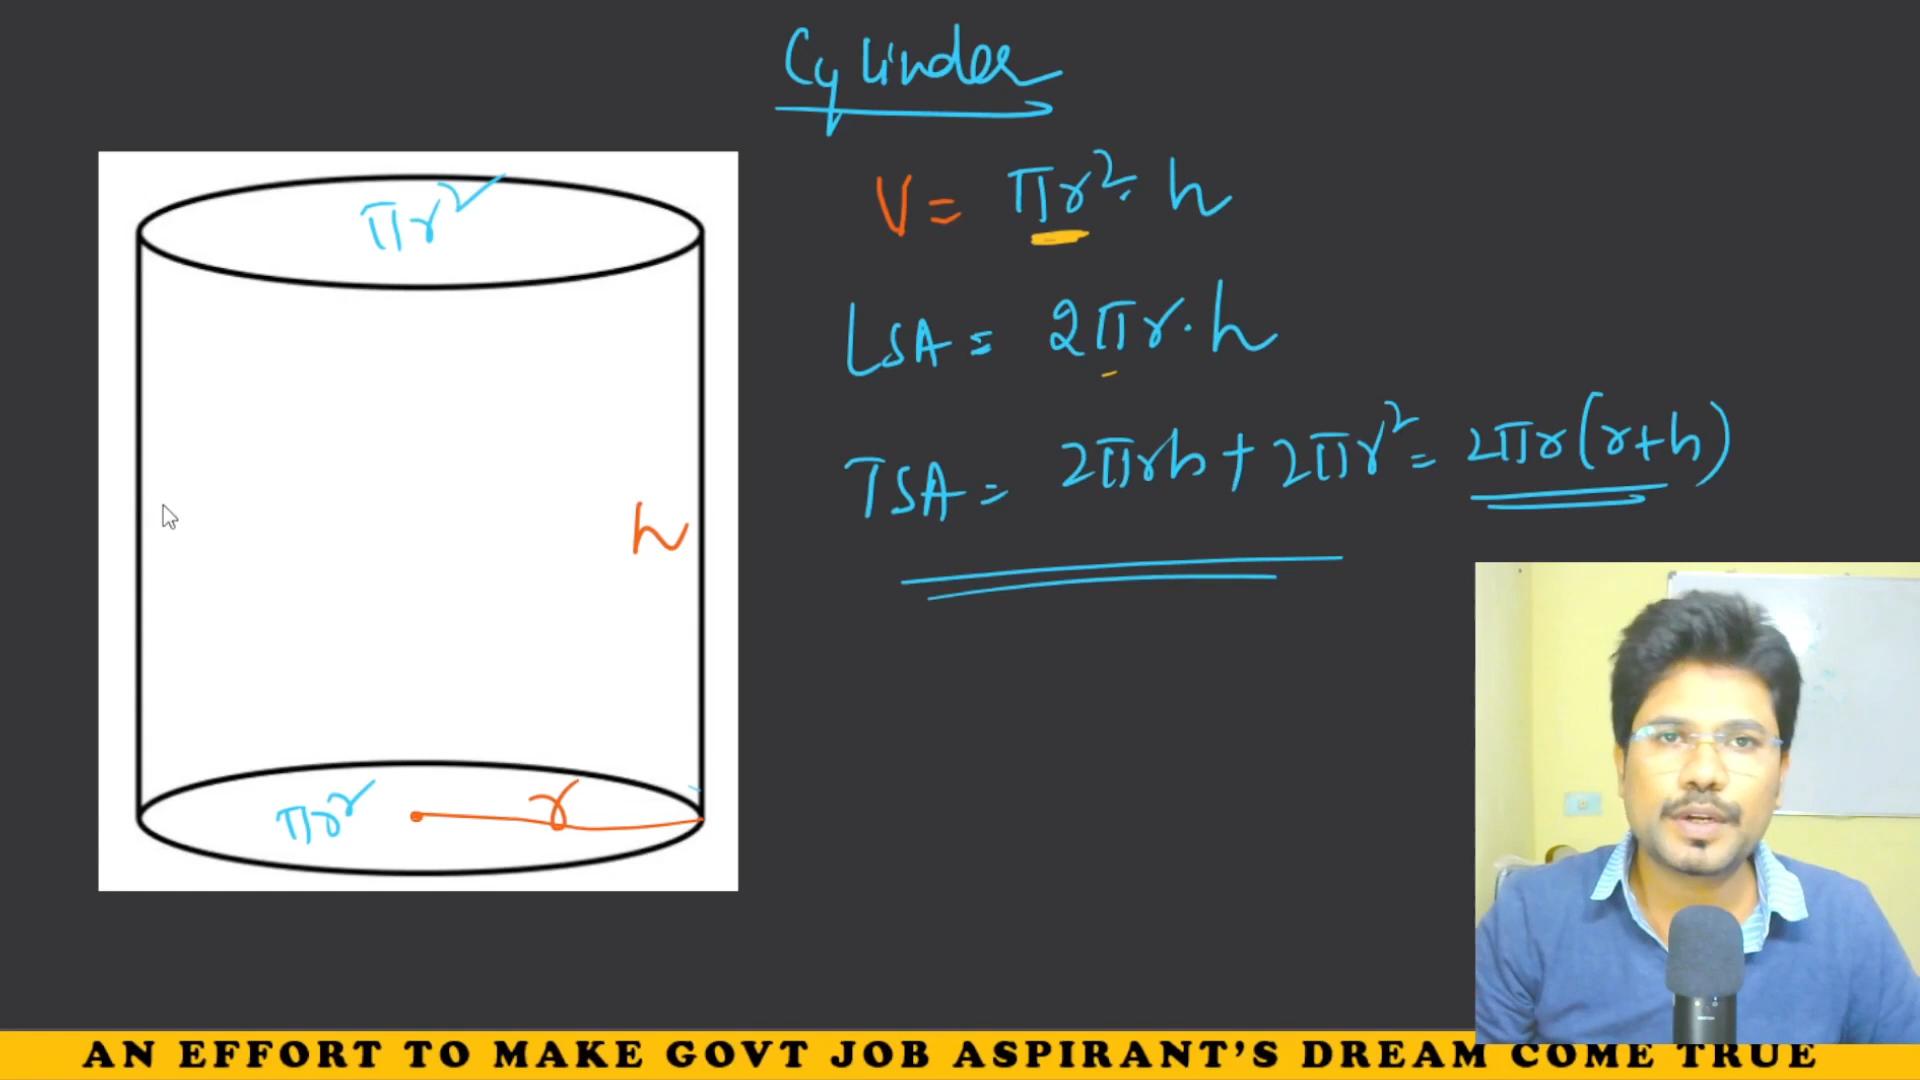 Cylinder
V = πr². h
LSA = 2πr.h
TSA = 2πrh + 2πr² = 2πr(r+h)
πr²
h
πr²
r
AN EFFORT TO MAKE GOVT JOB ASPIRANT'S DREAM COME TRUE